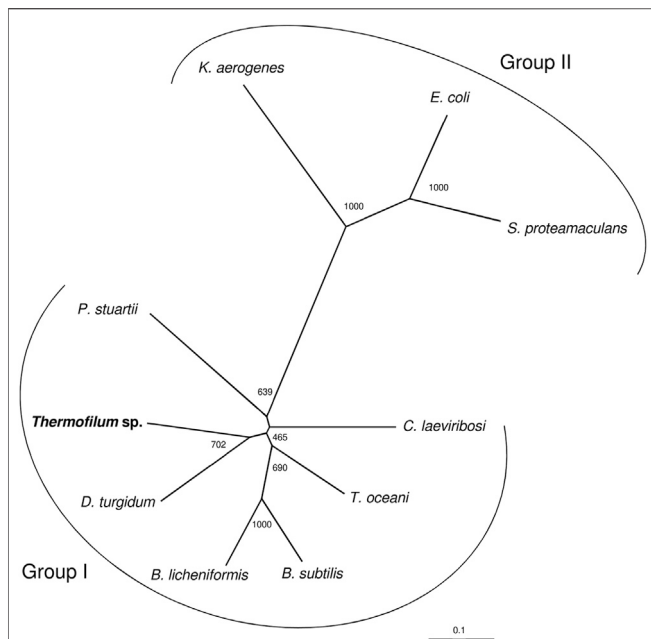 K. aerogenes
Group II
E. coli
1000
1000
S. proteamaculans
P. stuartii
639
Thermofilum sp.
C. laeviribosi
465
702
690
D. turgidum
T. oceani
1000
Group I
B. licheniformis
B. subtilis
0.1